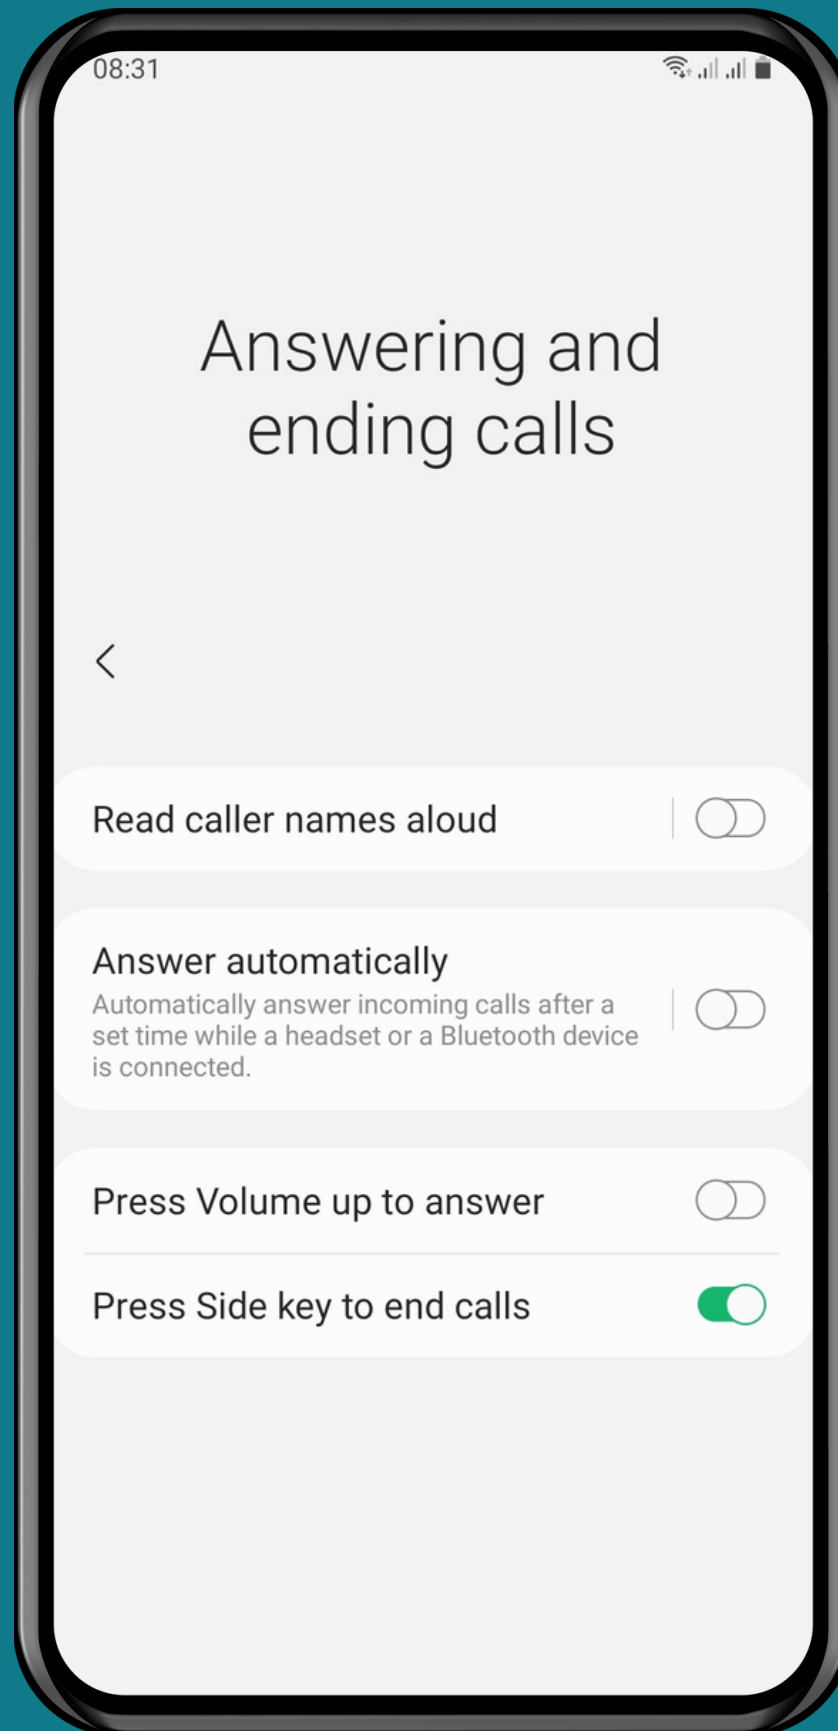 08:31
Answering and
ending calls
Read caller names aloud
Answer automatically
Automatically answer incoming calls after a
set time while a headset or a Bluetooth device
is connected.
Press Volume up to answer
Press Side key to end calls